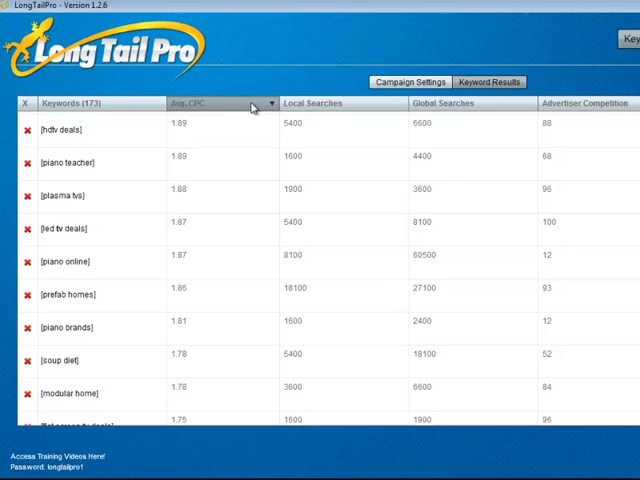 LongTailPro - Version 1.2.6
Long Tail Pro
Key
Campaign Settings Keyword Results
X Keywords (173) Avg. CPC Local Searches Global Searches Advertiser Competition
[hdtv deals] 1.89 5400 6600 88
[piano teacher] 1.89 1600 4400 68
[plasma tvs] 1.88 1900 3600 96
[led tv deals] 1.87 5400 8100 100
[piano online] 1.87 8100 60500 12
[prefab homes] 1.86 18100 27100 93
[piano brands] 1.81 1600 2400 12
[soup diet] 1.78 5400 18100 52
[modular home] 1.78 3600 6600 84
[flat screen tv deals] 1.75 1600 1900 96
Access Training Videos Here!
Password: longtailpro1